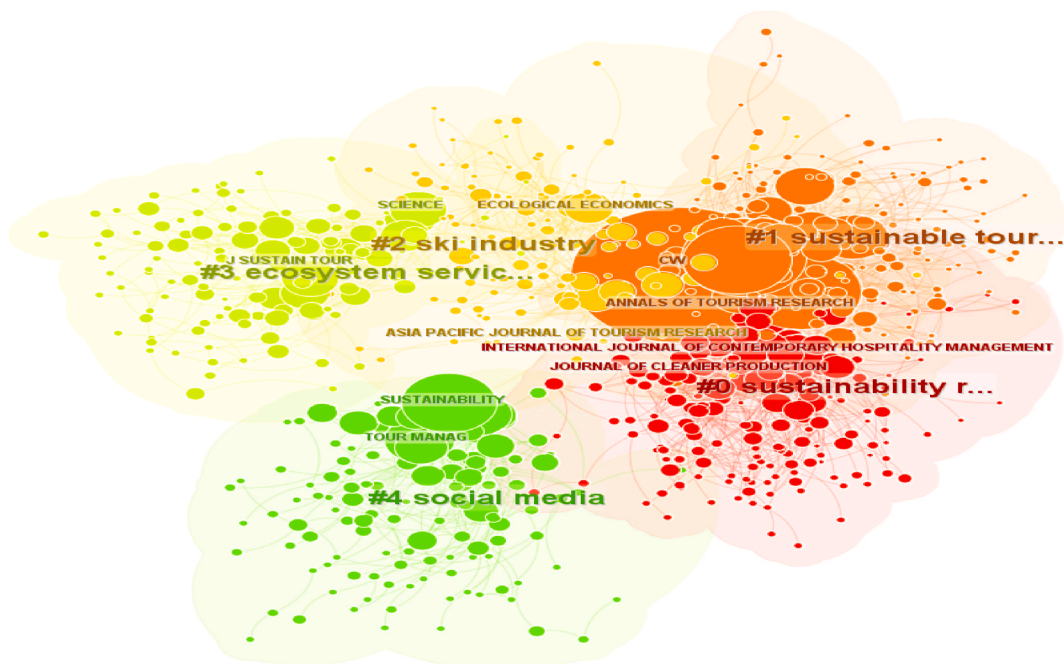 SCIENCE
ECOLOGICAL ECONOMICS
#1 sustainable tour...
#2 ski industry
J SUSTAIN TOUR
CW
#3 ecosystem servic...
ANNALS OF TOURISM RESEARCH
ASIA PACIFIC JOURNAL OF TOURISM RESEARCH
INTERNATIONAL JOURNAL OF CONTEMPORARY HOSPITALITY MANAGEMENT
JOURNAL OF CLEANER PRODUCTION
#0 sustainability r...
SUSTAINABILITY
TOUR MANAG
#4 social media